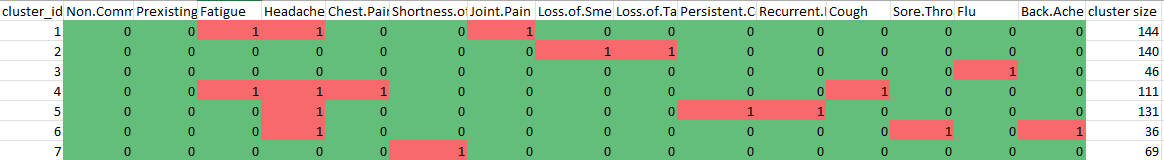 cluster_id Non.Comm Prexisting Fatigue Headache Chest.Pair Shortness.of Joint.Pain Loss.of.Sme Loss.of.Ta Persistent.C Recurrent.I Cough Sore.Thro Flu Back.Ache cluster size
1 0 0 1 1 0 0 1 0 0 0 0 0 0 0 0 144
2 0 0 0 0 0 0 0 1 1 0 0 0 0 0 0 140
3 0 0 0 0 0 0 0 0 0 0 0 0 0 1 0 46
4 0 0 1 1 1 0 0 0 0 0 0 1 0 0 0 111
5 0 0 0 1 0 0 0 0 0 1 1 0 0 0 0 131
6 0 0 0 1 0 0 0 0 0 0 0 0 1 0 1 36
7 0 0 0 0 0 1 0 0 0 0 0 0 0 0 0 69